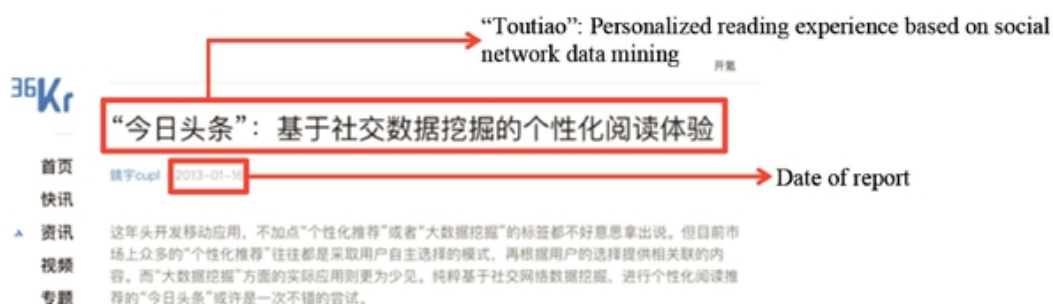 “Toutiao”: Personalized reading experience based on social
network data mining
开氪
36Kr
“今日头条”：基于社交数据挖掘的个性化阅读体验
首页
镜宇cupl
2013-01-16
Date of report
快讯
资讯
这年头开发移动应用，不加点“个性化推荐”或者“大数据挖掘”的标签都不好意思拿出说。但目前市
场上众多的“个性化推荐”往往都是采取用户自主选择的模式，再根据用户的选择提供相关联的内
视频
容。而“大数据挖掘”方面的实际应用则更为少见。纯粹基于社交网络数据挖掘，进行个性化阅读推
专题
荐的“今日头条”或许是一次不错的尝试。